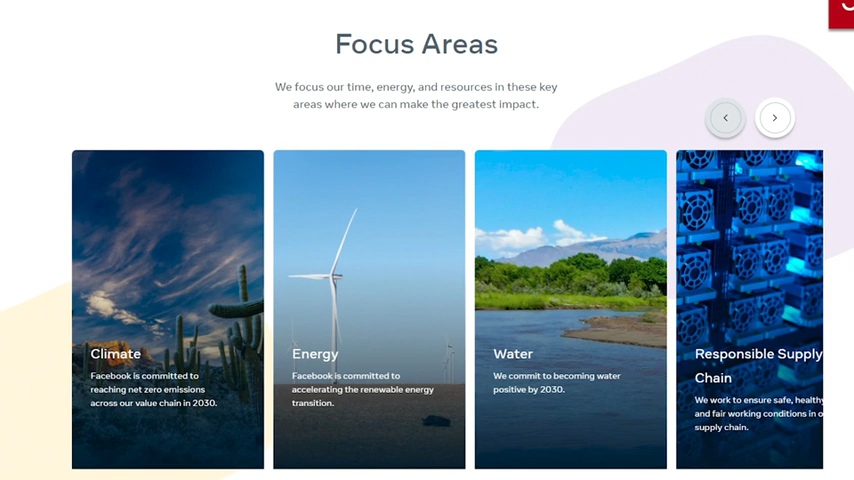 Focus Areas
We focus our time, energy, and resources in these key
areas where we can make the greatest impact.
Climate
Facebook is committed to
reaching net zero emissions
across our value chain in 2030.
Energy
Facebook is committed to
accelerating the renewable energy
transition.
Water
We commit to becoming water
positive by 2030.
Responsible Supply
Chain
We work to ensure safe, healthy
and fair working conditions in
supply chain.